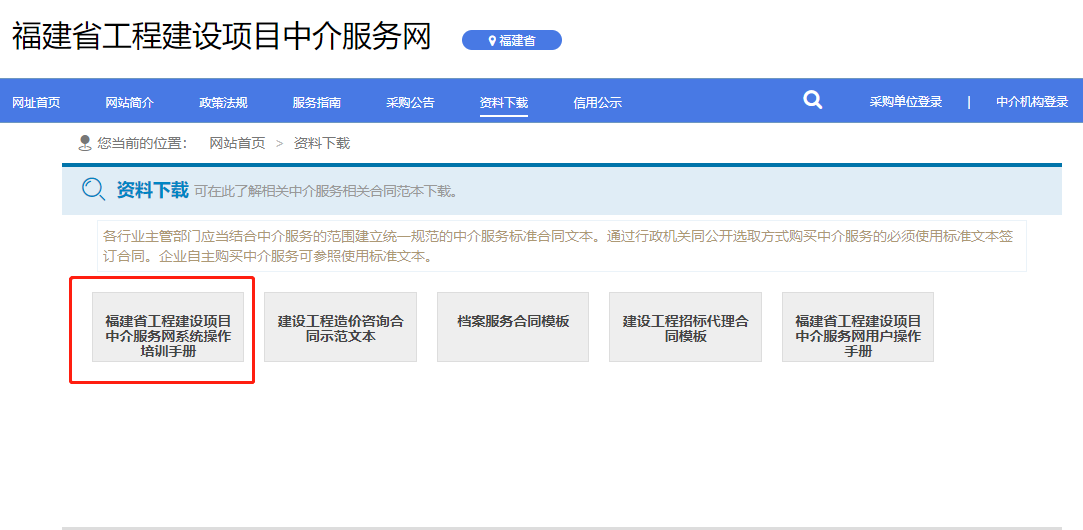 福建省工程建设项目中介服务网
福建省
网址首页 网站简介 政策法规 服务指南 采购公告 资料下载 信用公示 采购单位登录 | 中介机构登录
您当前的位置： 网站首页 > 资料下载
资料下载 可在此了解相关中介服务相关合同范本下载。
各行业主管部门应当结合中介服务的范围建立统一规范的中介服务标准合同文本。通过行政机关同公开选取方式购买中介服务的必须使用标准文本签
订合同。企业自主购买中介服务可参照使用标准文本。
福建省工程建设项目
中介服务网系统操作
培训手册
建设工程造价咨询合
同示范文本
档案服务合同模板
建设工程招标代理合
同模板
福建省工程建设项目
中介服务网用户操作
手册